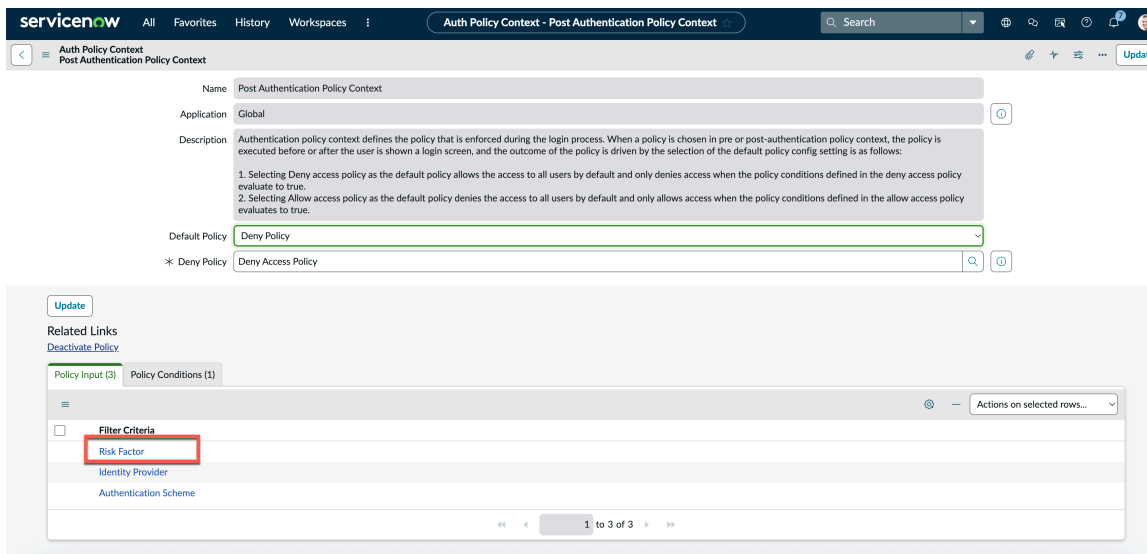 servicenow All Favorites History Workspaces Auth Policy Context - Post Authentication Policy Context Search
7
Auth Policy Context
Post Authentication Policy Context
Name Post Authentication Policy Context
Application Global
Description Authentication policy context defines the policy that is enforced during the login process. When a policy is chosen in pre or post-authentication policy context, the policy is
executed before or after the user is shown a login screen, and the outcome of the policy is driven by the selection of the default policy config setting is as follows:
1. Selecting Deny access policy as the default policy allows the access to all users by default and only denies access when the policy conditions defined in the deny access policy
evaluate to true.
2. Selecting Allow access policy as the default policy denies the access to all users by default and only allows access when the policy conditions defined in the allow access policy
evaluates to true.
Default Policy Deny Policy
Deny Policy Deny Access Policy
Update
Related Links
Deactivate Policy
Policy Input (3) Policy Conditions (1)
Actions on selected rows...
Filter Criteria
Risk Factor
Identity Provider
Authentication Scheme
1 to 3 of 3